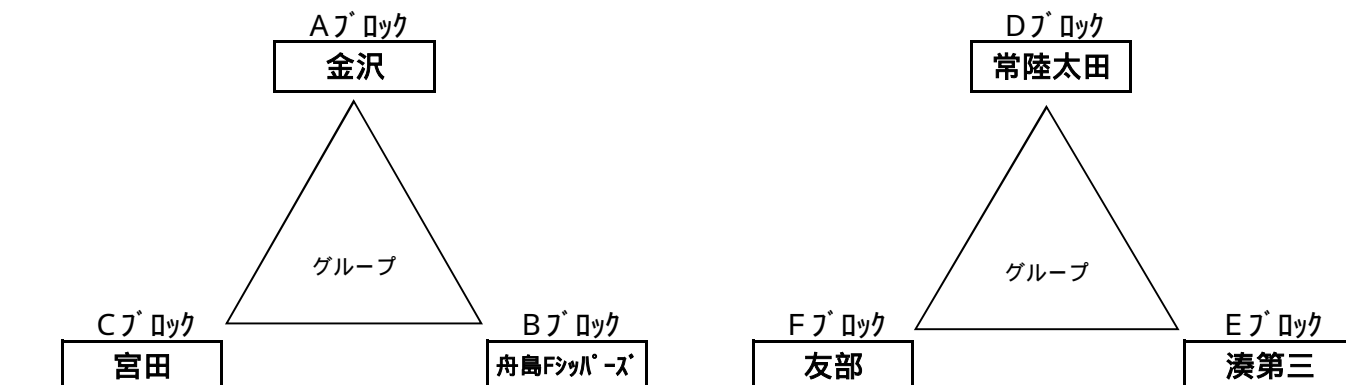 Aﾌﾞﾛｯｸ
金沢
グループ
Cﾌﾞﾛｯｸ
宮田
Bﾌﾞﾛｯｸ
舟島Fｼｯﾊﾟｰｽﾞ
Dﾌﾞﾛｯｸ
常陸太田
グループ
Fﾌﾞﾛｯｸ
友部
Eﾌﾞﾛｯｸ
湊第三